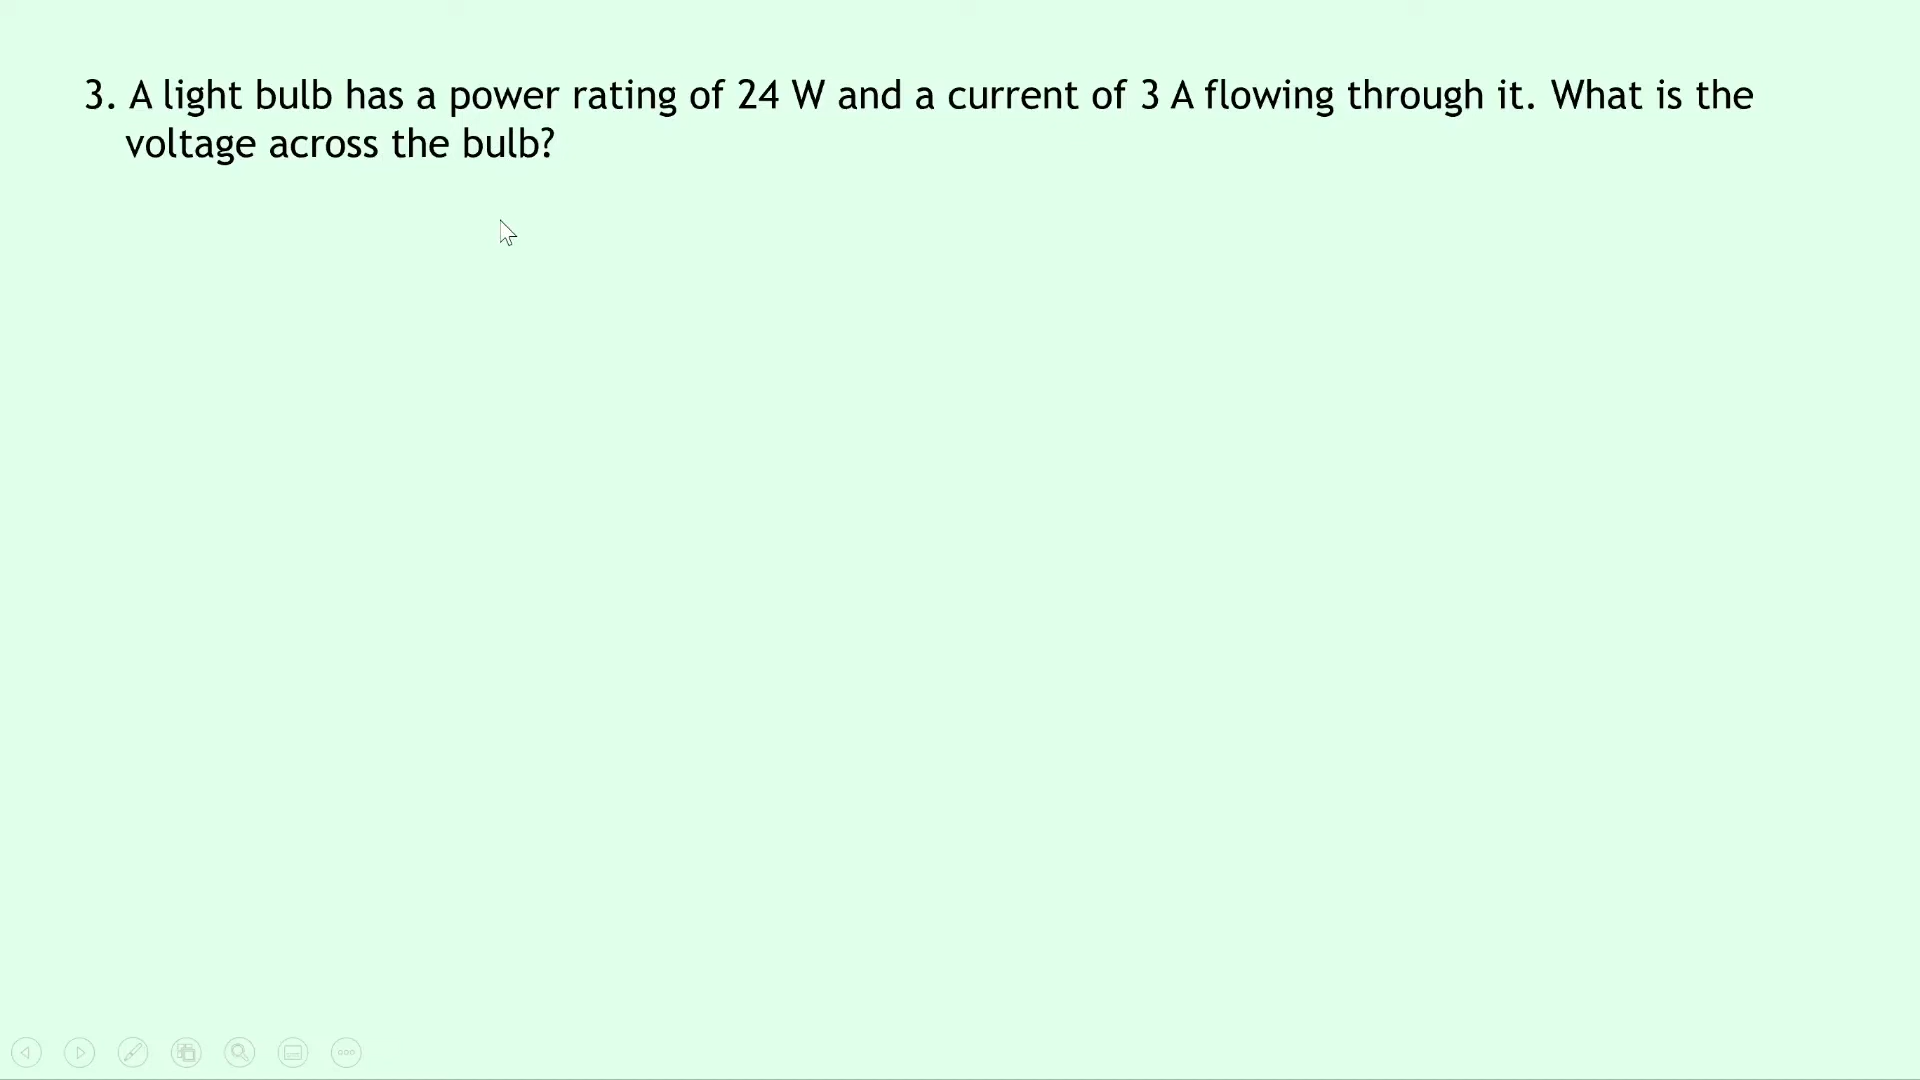 3. A light bulb has a power rating of 24 W and a current of 3 A flowing through it. What is the
voltage across the bulb?